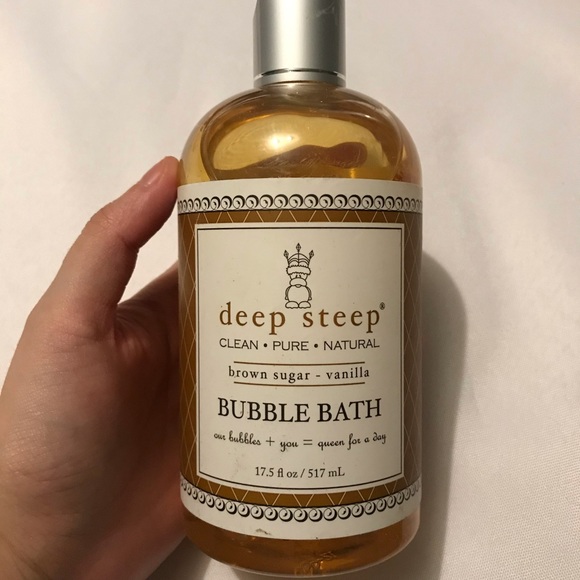 deep steep®
CLEAN • PURE • NATURAL
brown sugar - vanilla
BUBBLE BATH
our bubbles + you = queen for a day
17.5 fl oz / 517 mL